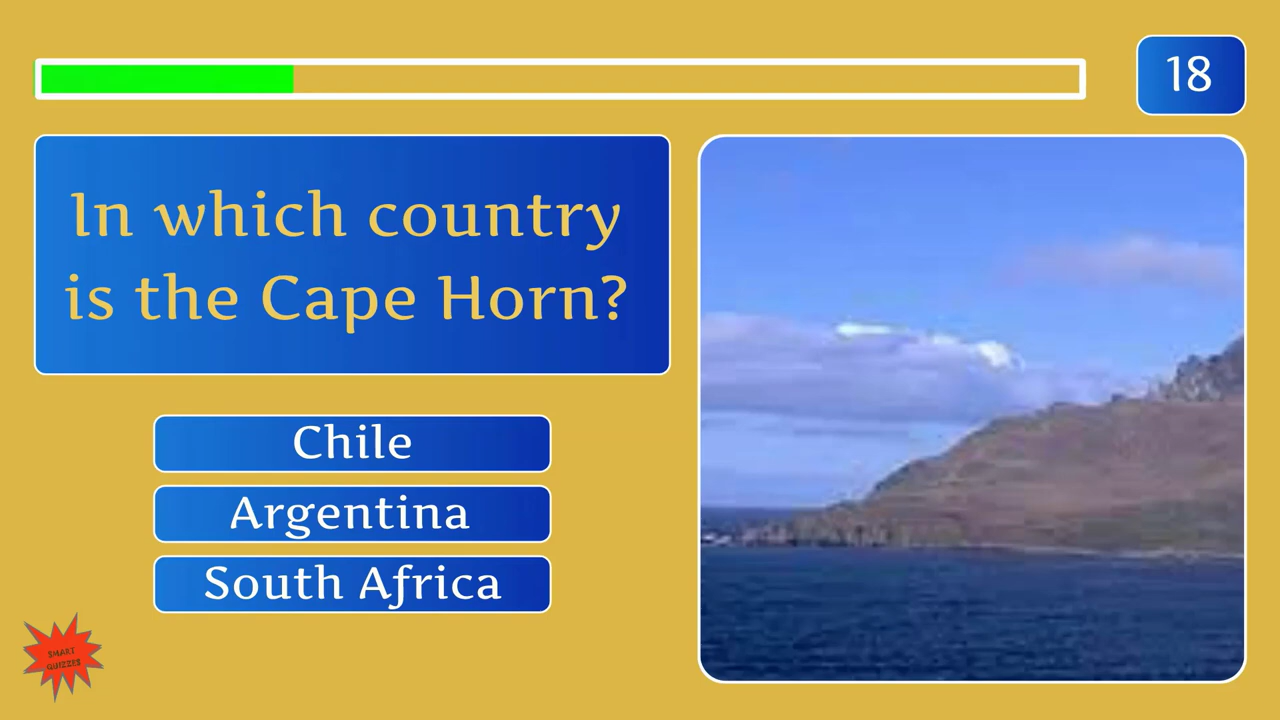 18
In which country
is the Cape Horn?
Chile
Argentina
South Africa
SMART
QUIZZES